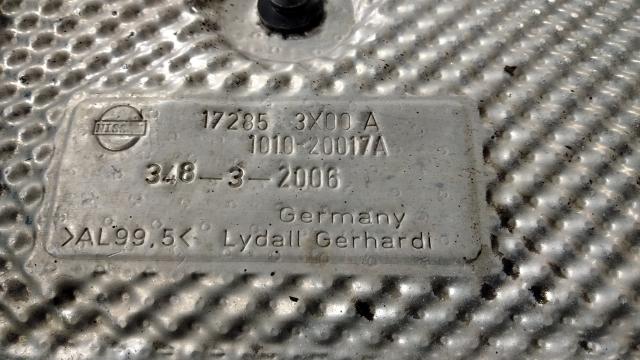 NISSAN
17285 3X00 A
1010-20017A
348-3-2006
Germany
>AL99,5< Lydall Gerhardi